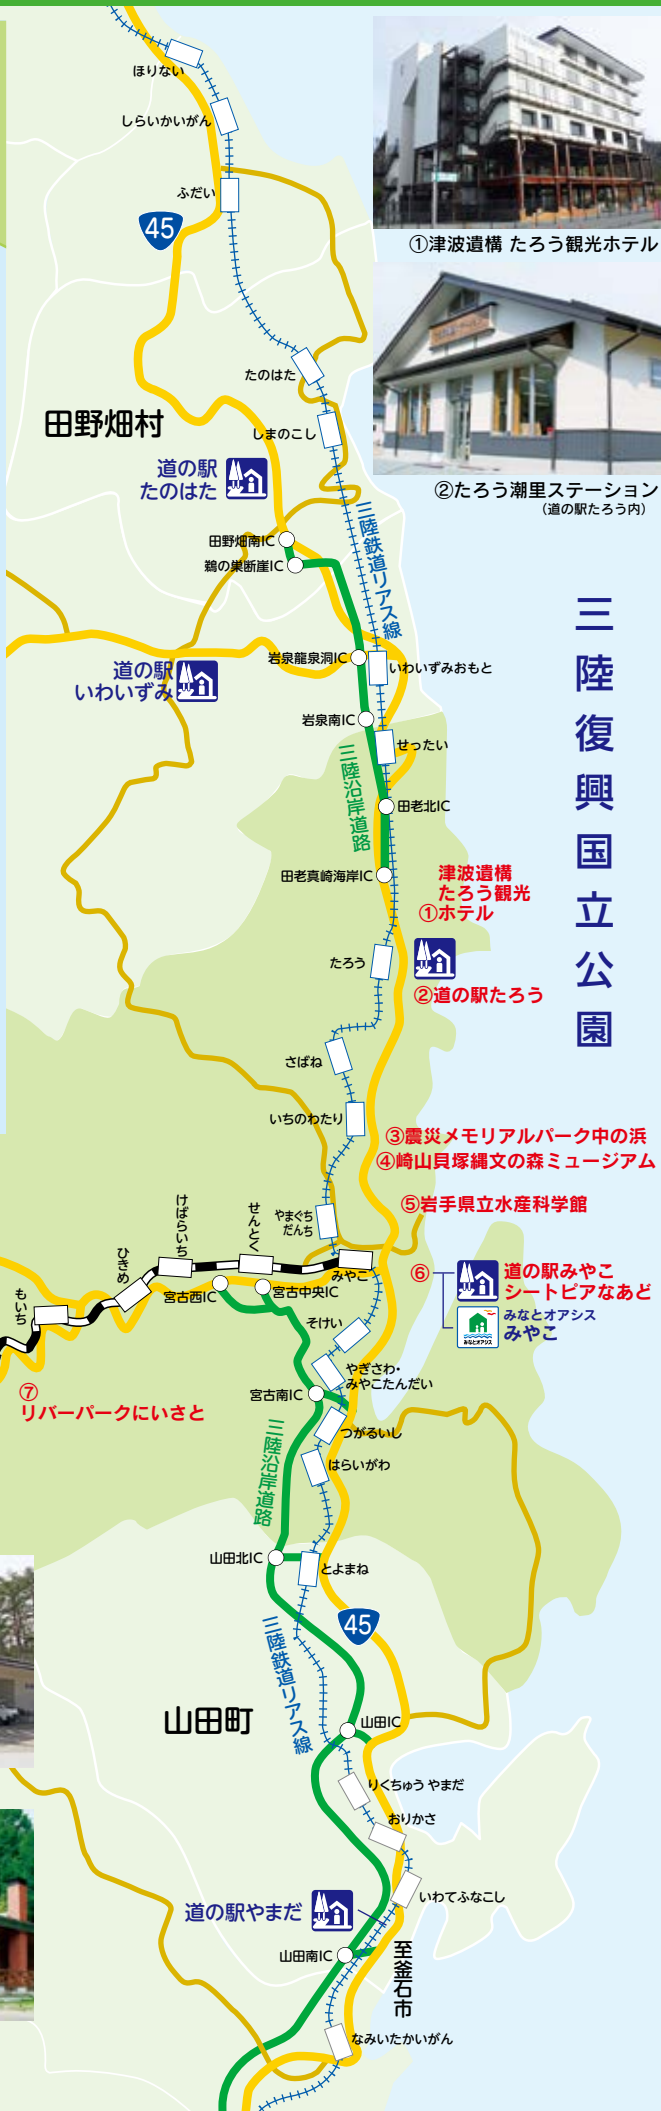 ほりない
しらいかいがん
ふだい
45
①津波遺構 たろう観光ホテル
たのはた
田野畑村
しまのこし
道の駅
たのはた
②たろう潮里ステーション
(道の駅たろう内)
三陸鉄道リアス線
田野畑南IC
鵜の巣断崖IC
三陸復興国立公園
岩泉龍泉洞IC
いわいずみおもと
道の駅
いわいずみ
岩泉南IC
せったい
三陸沿岸道路
田老北IC
田老真崎海岸IC
津波遺構
たろう観光
①ホテル
たろう
②道の駅たろう
さばね
いちのわたり
③震災メモリアルパーク中の浜
④崎山貝塚縄文の森ミュージアム
⑤岩手県立水産科学館
やまぐち
だんち
せんとく
けばらいち
ひきめ
もいち
みやこ
宮古西IC
宮古中央IC
⑥
道の駅みやこ
シートピアなあど
みなとオアシス
みやこ
みなとオアシス
そけい
やぎさわ・
みやこたんだい
宮古南IC
⑦
リバーパークにいさと
つがるいし
はらいがわ
三陸沿岸道路
山田北IC
とよまね
45
三陸鉄道リアス線
山田町
山田IC
りくちゅう やまだ
おりかさ
いわてふなこし
道の駅やまだ
山田南IC
至釜石市
なみいたかいがん